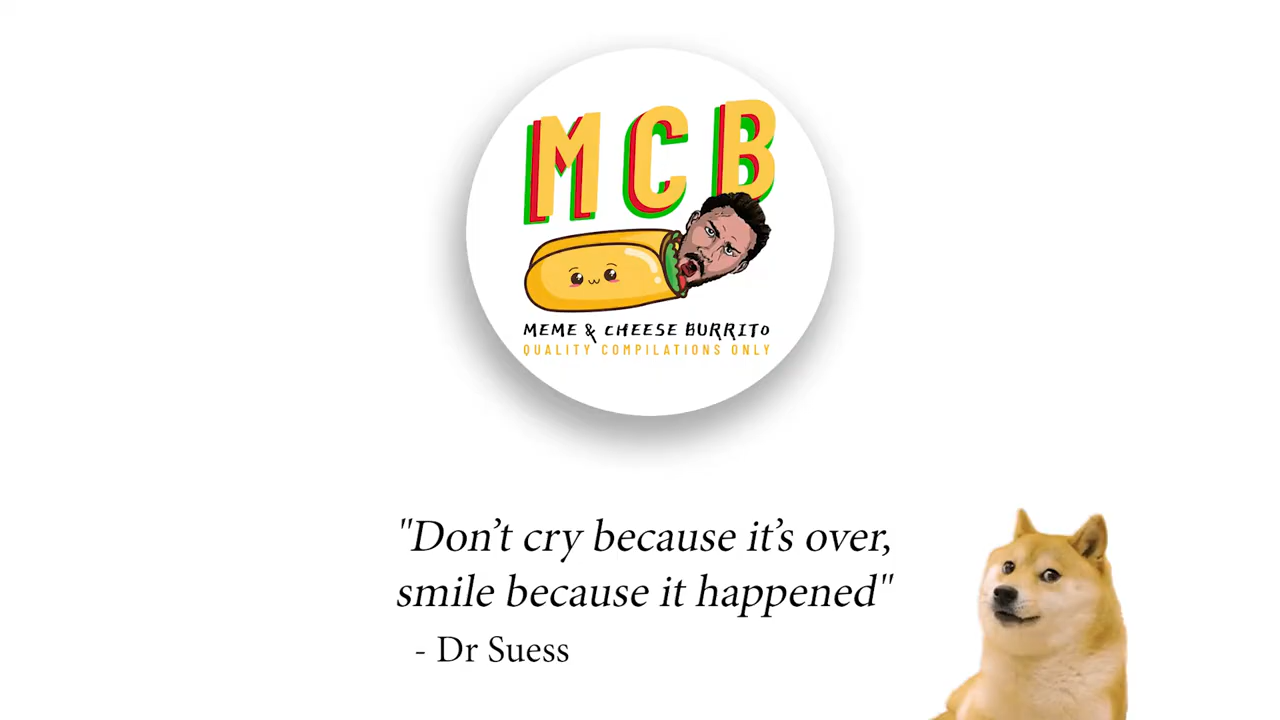 MCB
MEME & CHEESE BURRITO
QUALITY COMPILATIONS ONLY
"Don’t cry because it’s over,
smile because it happened"
- Dr Suess